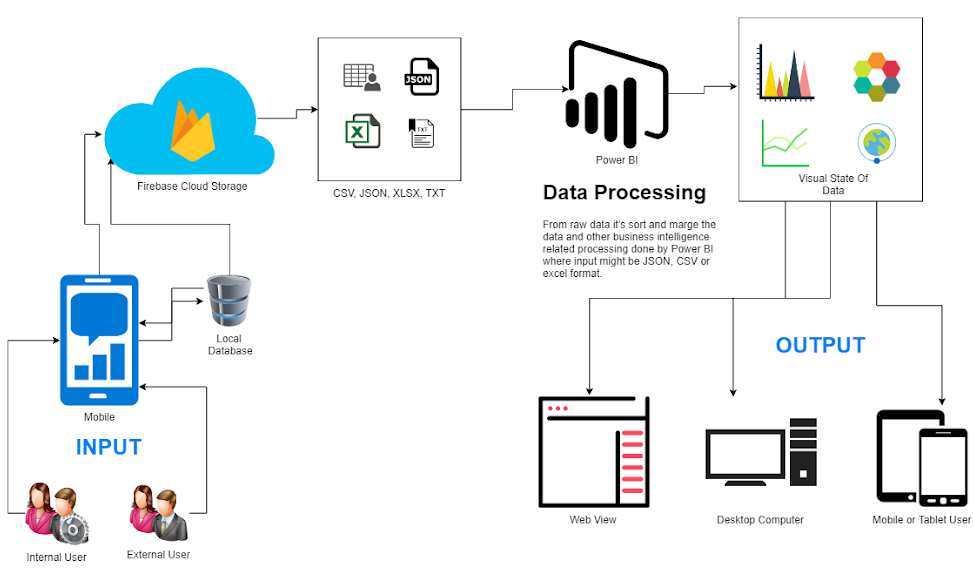 JSON
X
TXT
Firebase Cloud Storage
CSV, JSON, XLSX, TXT
Power BI
Visual State Of
Data
Data Processing
From raw data it's sort and marge the
data and other business intelligence
related processing done by Power BI
where input might be JSON, CSV or
excel format.
Local
Database
Mobile
INPUT
Internal User
External User
OUTPUT
Web View
Desktop Computer
Mobile or Tablet User